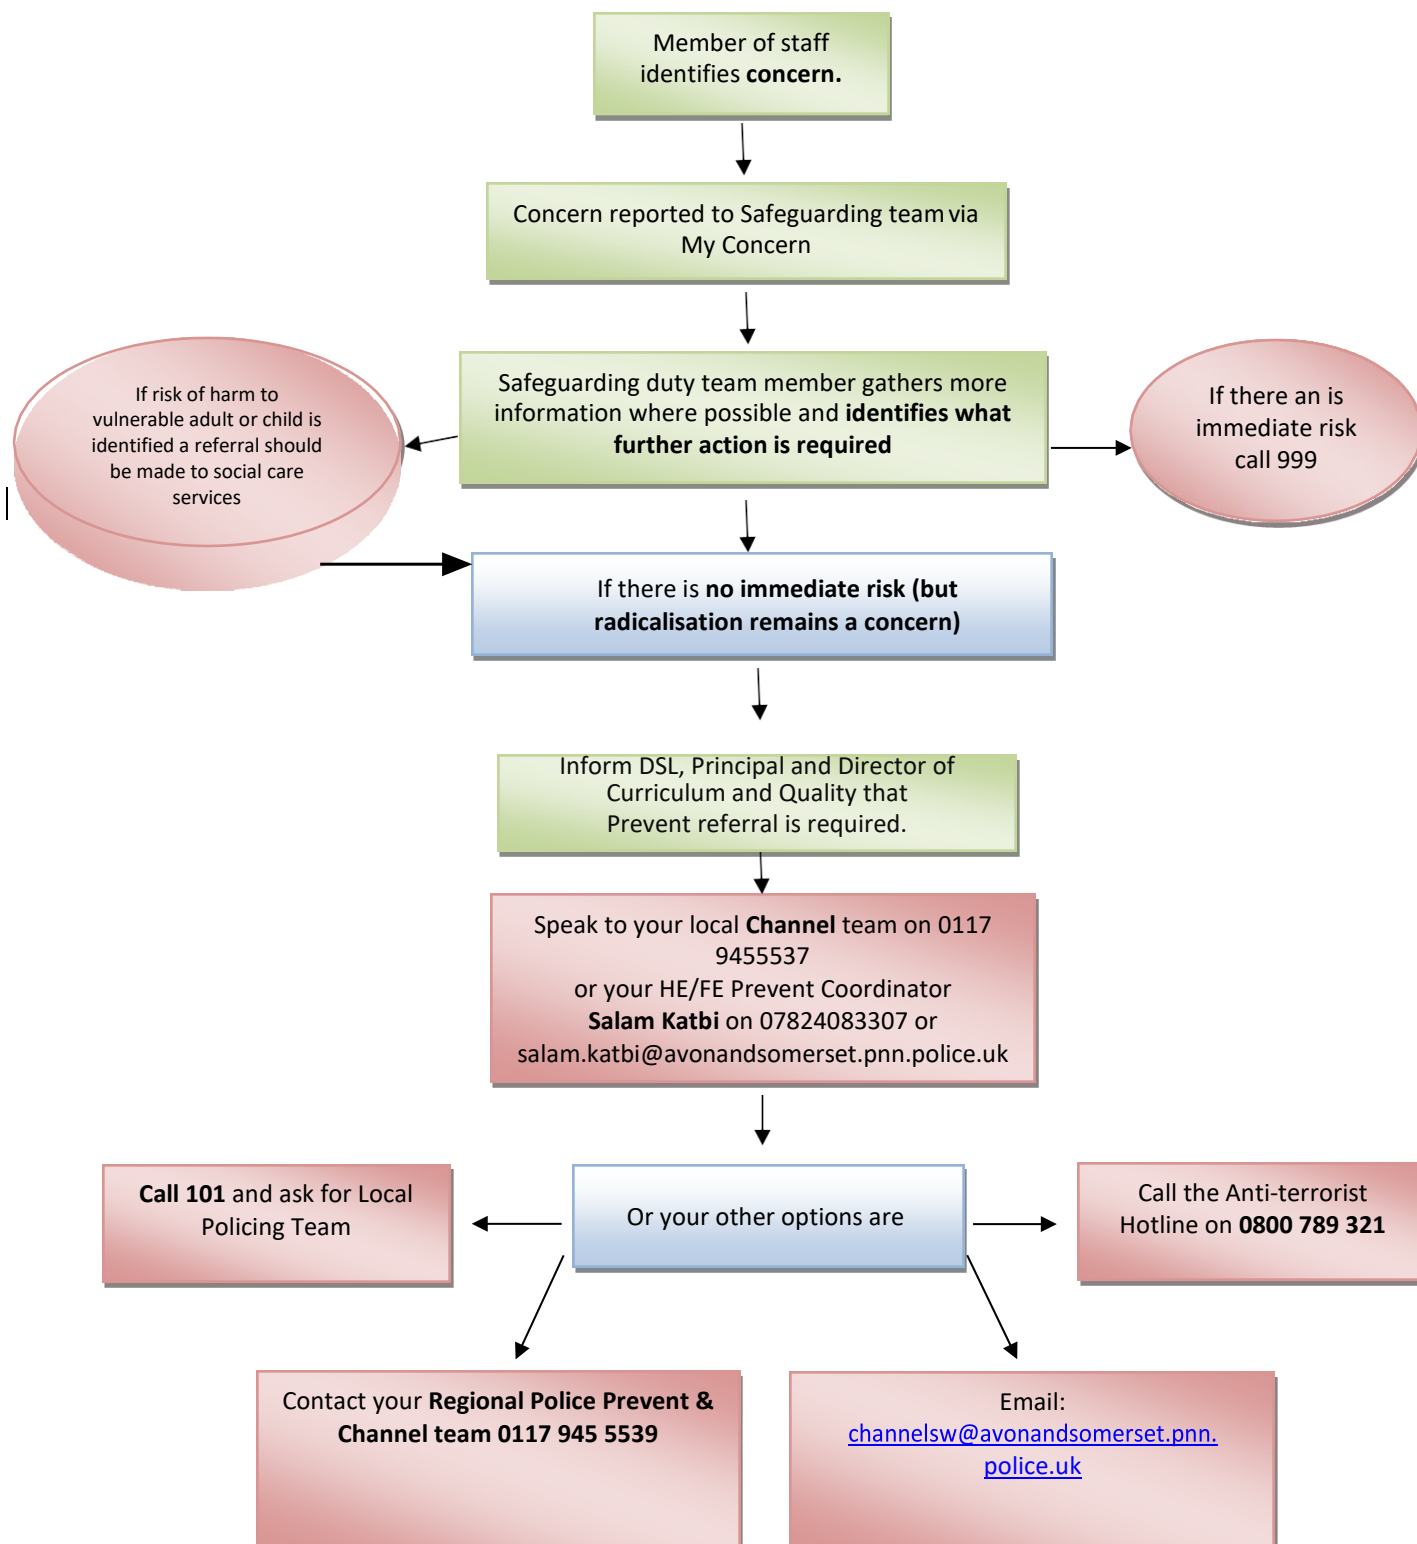 Member of staff
identifies concern.
Concern reported to Safeguarding team via
My Concern
If risk of harm to
vulnerable adult or child is
identified a referral should
be made to social care
services
Safeguarding duty team member gathers more
information where possible and identifies what
further action is required
If there an is
immediate risk
call 999
If there is no immediate risk (but
radicalisation remains a concern)
Inform DSL, Principal and Director of
Curriculum and Quality that
Prevent referral is required.
Speak to your local Channel team on 0117
9455537
or your HE/FE Prevent Coordinator
Salam Katbi on 07824083307 or
salam.katbi@avonandsomerset.pnn.police.uk
Call 101 and ask for Local
Policing Team
Or your other options are
Call the Anti-terrorist
Hotline on 0800 789 321
Contact your Regional Police Prevent &
Channel team 0117 945 5539
Email:
channelsw@avonandsomerset.pnn.
police.uk